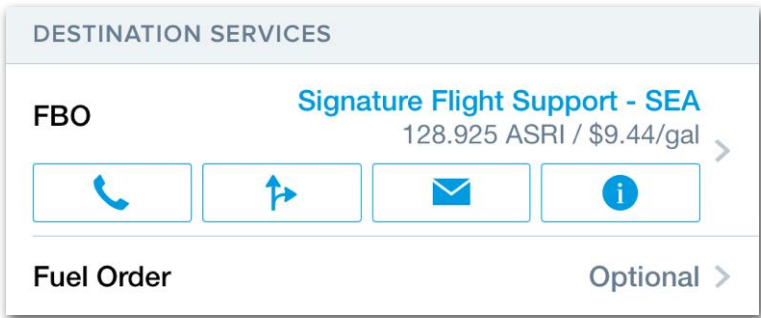 DESTINATION SERVICES
FBO
Signature Flight Support - SEA
128.925 ASRI / $9.44/gal
Fuel Order
Optional